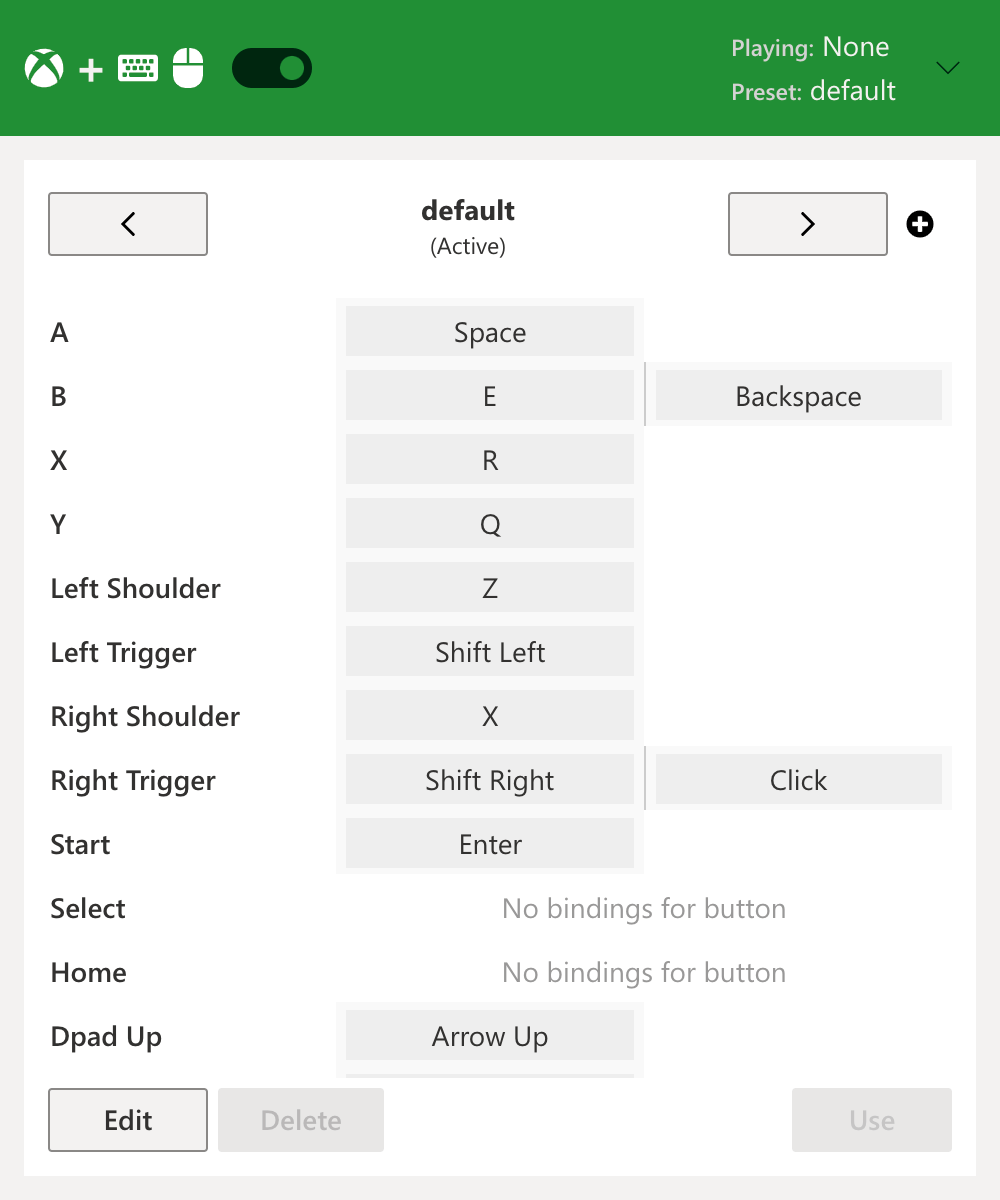 Playing: None
Preset: default
default
(Active)
A Space
B E Backspace
X R
Y Q
Left Shoulder Z
Left Trigger Shift Left
Right Shoulder X
Right Trigger Shift Right Click
Start Enter
Select No bindings for button
Home No bindings for button
Dpad Up Arrow Up
Edit Delete Use